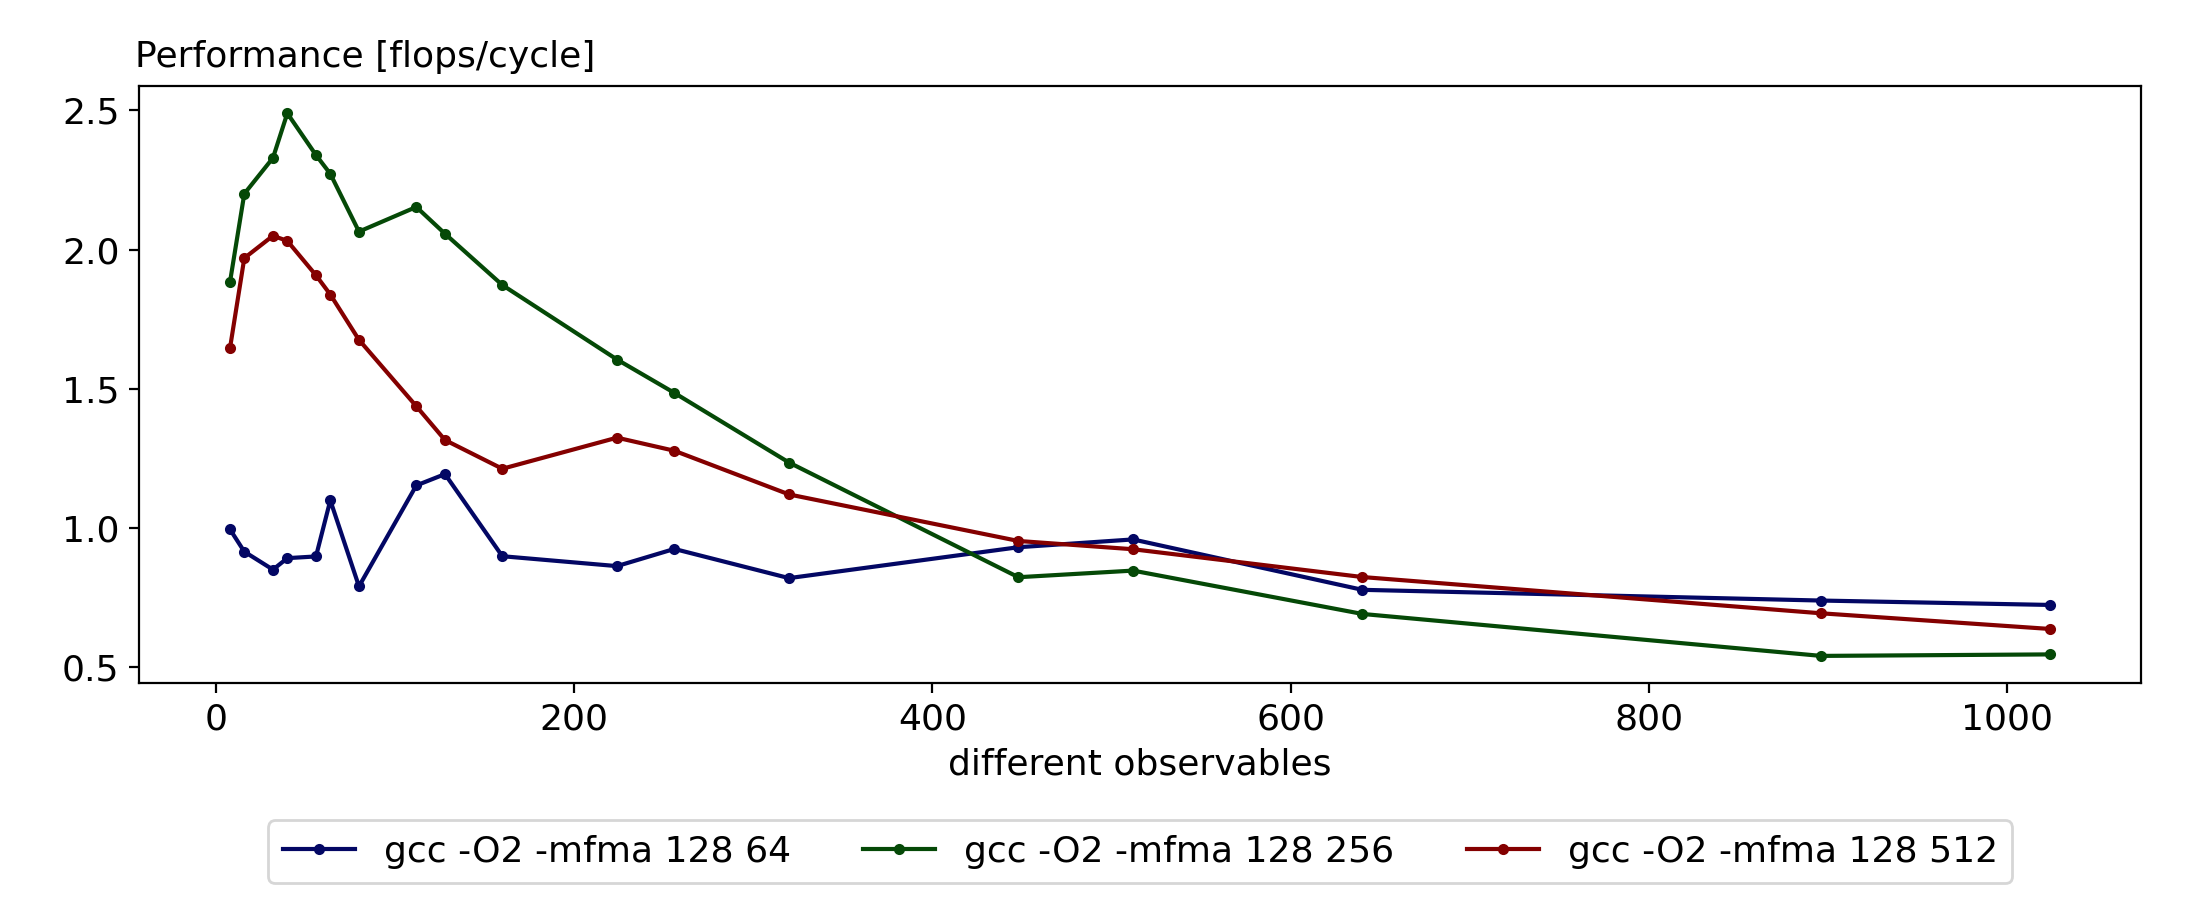 Performance [flops/cycle]
2.5
2.0
1.5
1.0
0.5
0 200 400 600 800 1000
different observables
gcc -O2 -mfma 128 64 gcc -O2 -mfma 128 256 gcc -O2 -mfma 128 512